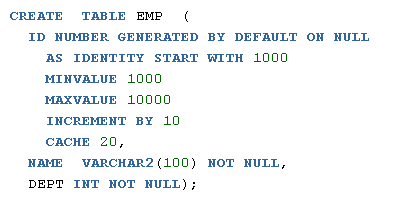 CREATE  TABLE EMP  (
  ID NUMBER GENERATED BY DEFAULT ON NULL
    AS IDENTITY START WITH 1000
    MINVALUE 1000
    MAXVALUE 10000
    INCREMENT BY 10
    CACHE 20,
  NAME  VARCHAR2(100) NOT NULL,
  DEPT INT NOT NULL);